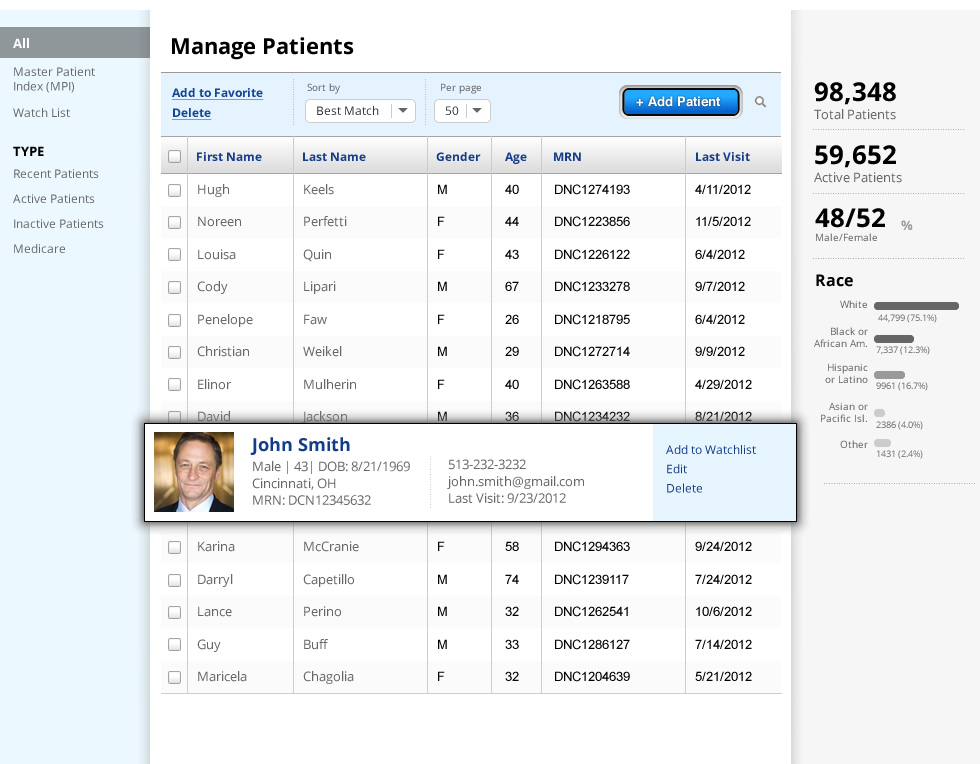 All
Master Patient
Index (MPI)
Watch List
TYPE
Recent Patients
Active Patients
Inactive Patients
Medicare
Manage Patients
Add to Favorite
Delete
Sort by
Best Match
Per page
50
+ Add Patient
First Name Last Name Gender Age MRN Last Visit
Hugh Keels M 40 DNC1274193 4/11/2012
Noreen Perfetti F 44 DNC1223856 11/5/2012
Louisa Quin F 43 DNC1226122 6/4/2012
Cody Lipari M 67 DNC1233278 9/7/2012
Penelope Faw F 26 DNC1218795 6/4/2012
Christian Weikel M 29 DNC1272714 9/9/2012
Elinor Mulherin F 40 DNC1263588 4/29/2012
David Jackson M 36 DNC1234232 8/21/2012
John Smith
Male | 43| DOB: 8/21/1969
Cincinnati, OH
MRN: DCN12345632
513-232-3232
john.smith@gmail.com
Last Visit: 9/23/2012
Add to Watchlist
Edit
Delete
Karina McCranie F 58 DNC1294363 9/24/2012
Darryl Capetillo M 74 DNC1239117 7/24/2012
Lance Perino M 32 DNC1262541 10/6/2012
Guy Buff M 33 DNC1286127 7/14/2012
Maricela Chagolia F 32 DNC1204639 5/21/2012
98,348
Total Patients
59,652
Active Patients
48/52 %
Male/Female
Race
White
44,799 (75.1%)
Black or
African Am.
7,337 (12.3%)
Hispanic
or Latino
9961 (16.7%)
Asian or
Pacific Isl.
2386 (4.0%)
Other
1431 (2.4%)